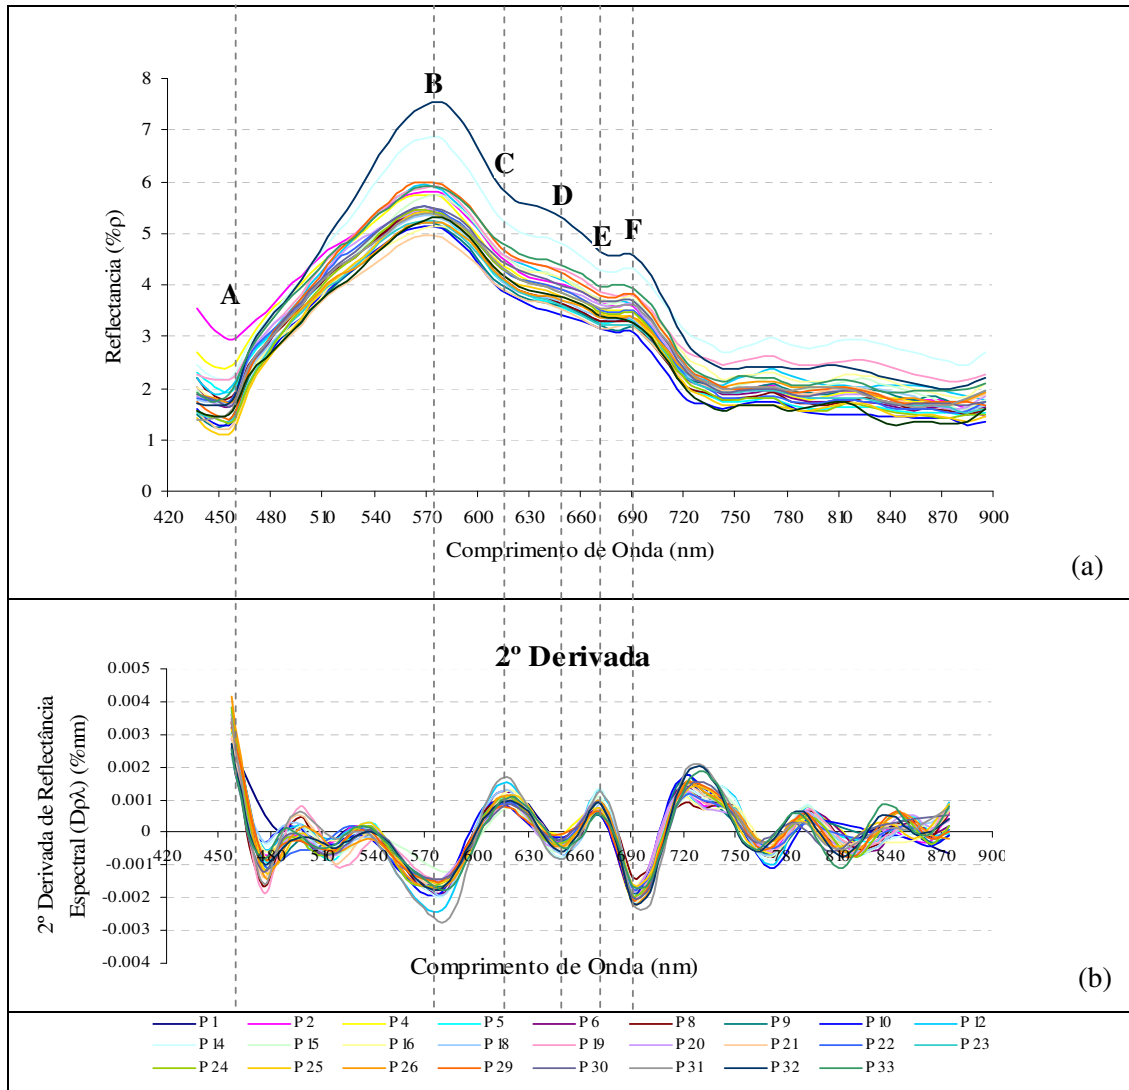 8
7
6
5
4
3
2
1
0
Reflectancia (%ρ)
A
B
C
D
E
F
420 450 480 510 540 570 600 630 660 690 720 750 780 810 840 870 900
Comprimento de Onda (nm)
(a)
2º Derivada
0.005
0.004
0.003
0.002
0.001
0
-0.001
-0.002
-0.003
-0.004
2º Derivada de Reflectância
Espectral (Dρλ) (%nm)
420 450 480 510 540 570 600 630 660 690 720 750 780 810 840 870 900
Comprimento de Onda (nm)
(b)
P 1 P 2 P 4 P 5 P 6 P 8 P 9 P 10 P 12
P 14 P 15 P 16 P 18 P 19 P 20 P 21 P 22 P 23
P 24 P 25 P 26 P 29 P 30 P 31 P 32 P 33